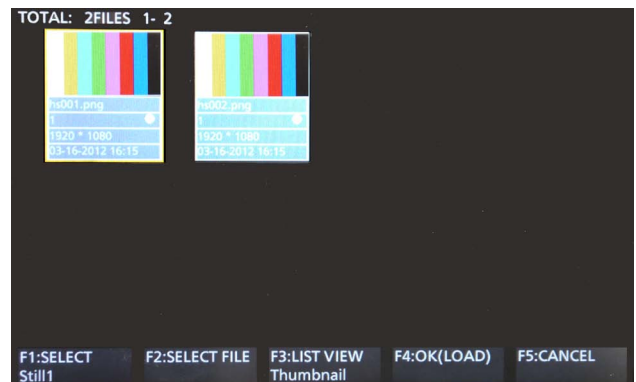 TOTAL: 2FILES 1- 2
hs001.png
1
1920 * 1080
03-16-2012 16:15
hs002.png
1
1920 * 1080
03-16-2012 16:15
F1:SELECT
Still1
F2:SELECT FILE
F3:LIST VIEW
Thumbnail
F4:OK(LOAD)
F5:CANCEL